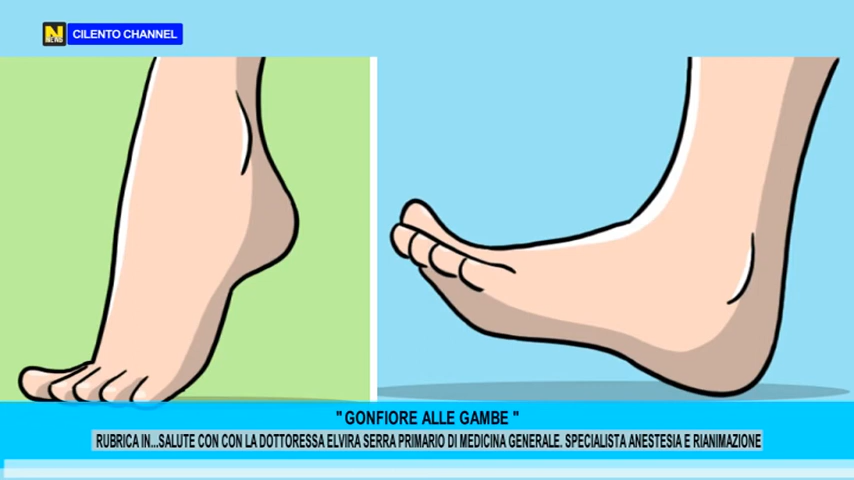 N
CILENTO CHANNEL
" GONFIORE ALLE GAMBE "
RUBRICA IN...SALUTE CON CON LA DOTTORESSA ELVIRA SERRA PRIMARIO DI MEDICINA GENERALE. SPECIALISTA ANESTESIA E RIANIMAZIONE